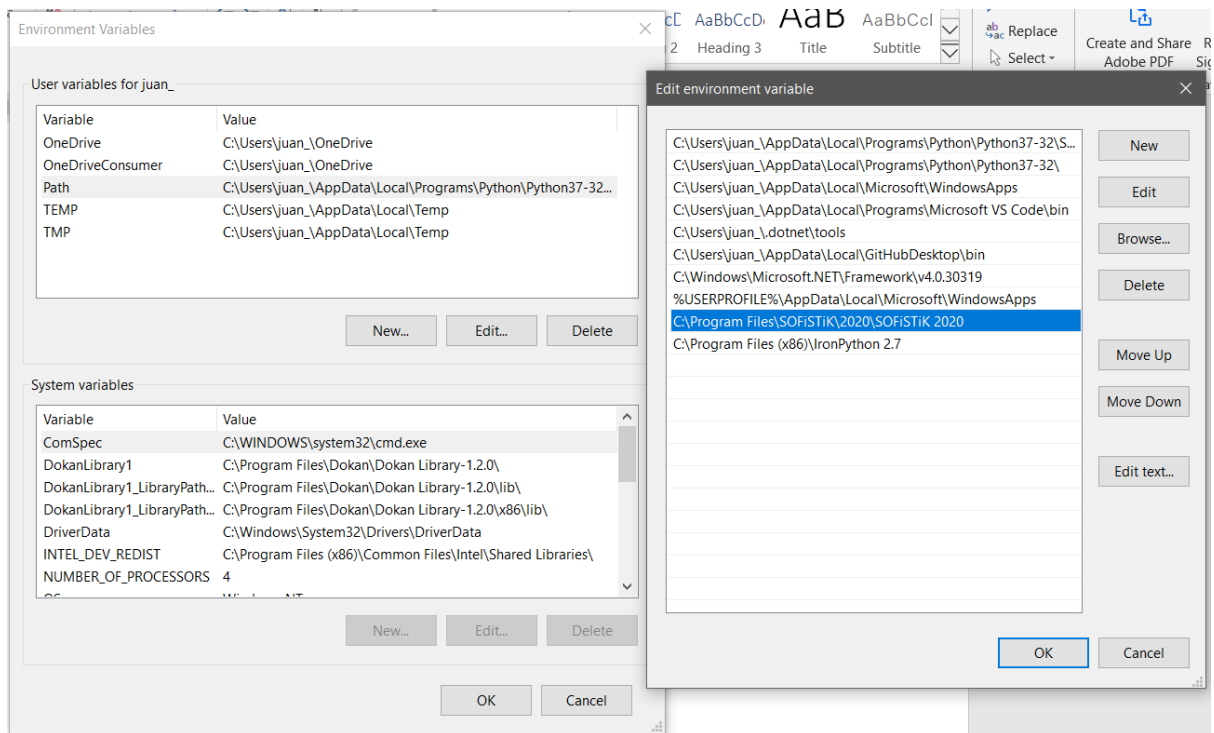 Environment Variables
User variables for juan_
Variable Value
OneDrive C:\Users\juan_\OneDrive
OneDriveConsumer C:\Users\juan_\OneDrive
Path C:\Users\juan_\AppData\Local\Programs\Python\Python37-32...
TEMP C:\Users\juan_\AppData\Local\Temp
TMP C:\Users\juan_\AppData\Local\Temp
New... Edit... Delete
System variables
Variable Value
ComSpec C:\WINDOWS\system32\cmd.exe
DokanLibrary1 C:\Program Files\Dokan\Dokan Library-1.2.0\
DokanLibrary1_LibraryPath... C:\Program Files\Dokan\Dokan Library-1.2.0\lib\
DokanLibrary1_LibraryPath... C:\Program Files\Dokan\Dokan Library-1.2.0\x86\lib\
DriverData C:\Windows\System32\Drivers\DriverData
INTEL_DEV_REDIST C:\Program Files (x86)\Common Files\Intel\Shared Libraries\
NUMBER_OF_PROCESSORS 4
New... Edit... Delete
OK Cancel
AaBbCcD AaB AaBbCcl
2 Heading 3 Title Subtitle
Replace
Select
Create and Share
Adobe PDF
Edit environment variable
C:\Users\juan_\AppData\Local\Programs\Python\Python37-32\S...
C:\Users\juan_\AppData\Local\Programs\Python\Python37-32\
C:\Users\juan_\AppData\Local\Microsoft\WindowsApps
C:\Users\juan_\AppData\Local\Programs\Microsoft VS Code\bin
C:\Users\juan_\.dotnet\tools
C:\Users\juan_\AppData\Local\GitHubDesktop\bin
C:\Windows\Microsoft.NET\Framework\v4.0.30319
%USERPROFILE%\AppData\Local\Microsoft\WindowsApps
C:\Program Files\SOFiSTiK\2020\SOFiSTiK 2020
C:\Program Files (x86)\IronPython 2.7
New
Edit
Browse...
Delete
Move Up
Move Down
Edit text...
OK Cancel